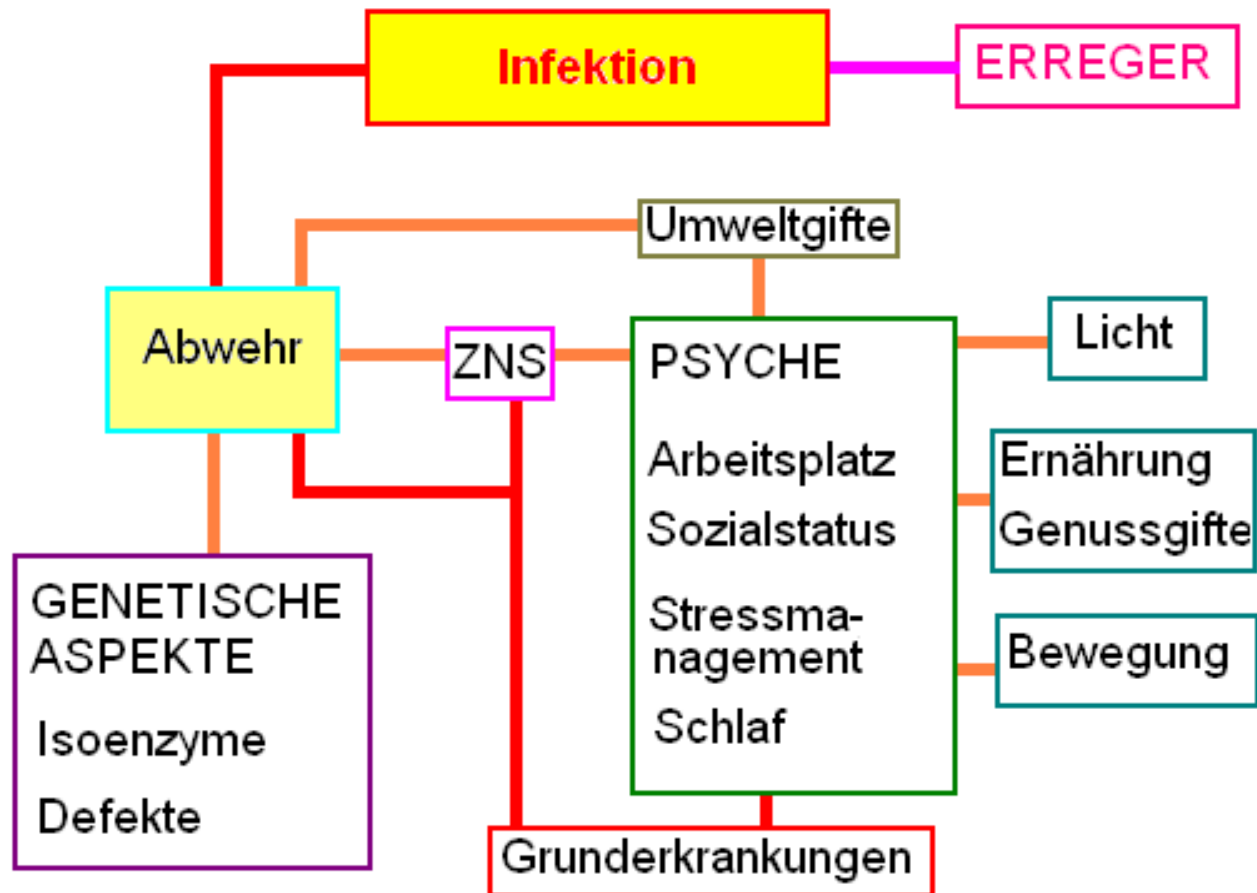 Infektion
ERREGER
Umweltgifte
Abwehr
ZNS
PSYCHE
Arbeitsplatz
Sozialstatus
Stressma-
nagement
Schlaf
Licht
Ernährung
Genussgifte
Bewegung
GENETISCHE
ASPEKTE
Isoenzyme
Defekte
Grunderkrankungen